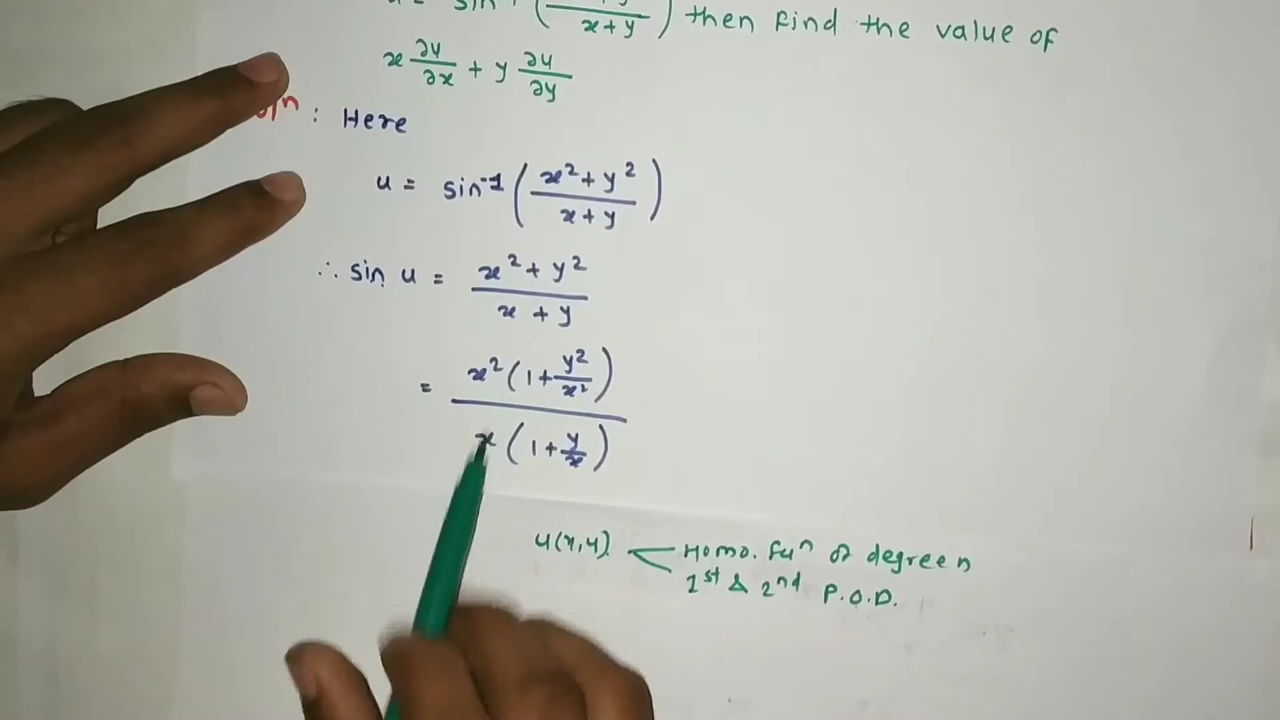 x+y ) then find the value of
x ∂u/∂x + y ∂u/∂y
: Here
u = sin⁻¹ ( x² + y² / x + y )
∴ sin u = x² + y² / x + y
= x² ( 1 + y²/x² ) / x ( 1 + y/x )
u(x,y) Homo. funⁿ of degree n
1st & 2nd P.O.D.